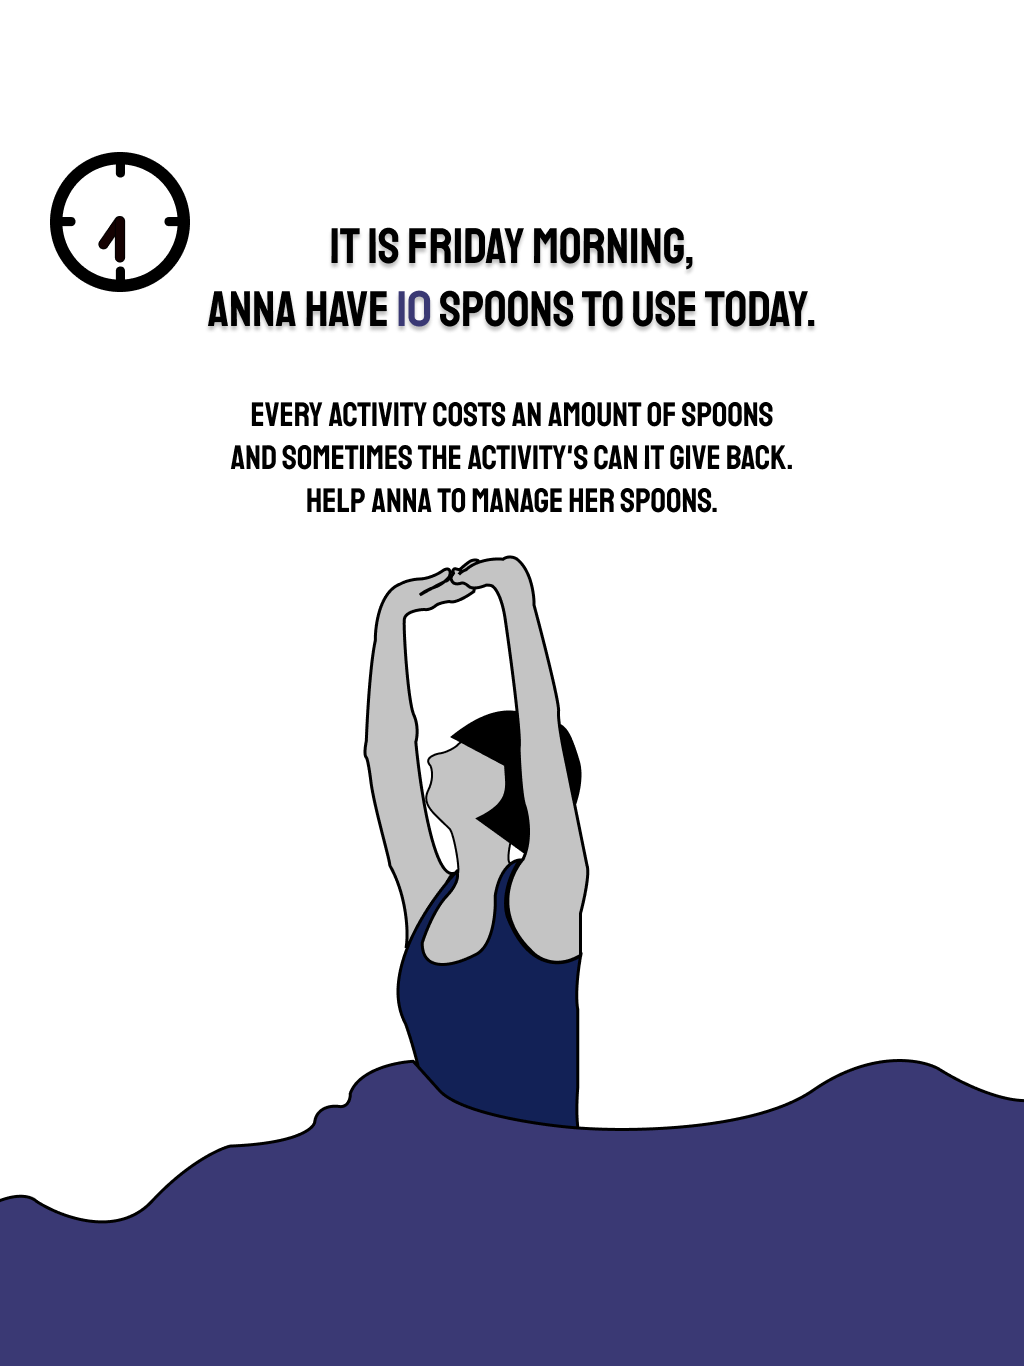 IT IS FRIDAY MORNING,
ANNA HAVE 10 SPOONS TO USE TODAY.
EVERY ACTIVITY COSTS AN AMOUNT OF SPOONS
AND SOMETIMES THE ACTIVITY'S CAN IT GIVE BACK.
HELP ANNA TO MANAGE HER SPOONS.